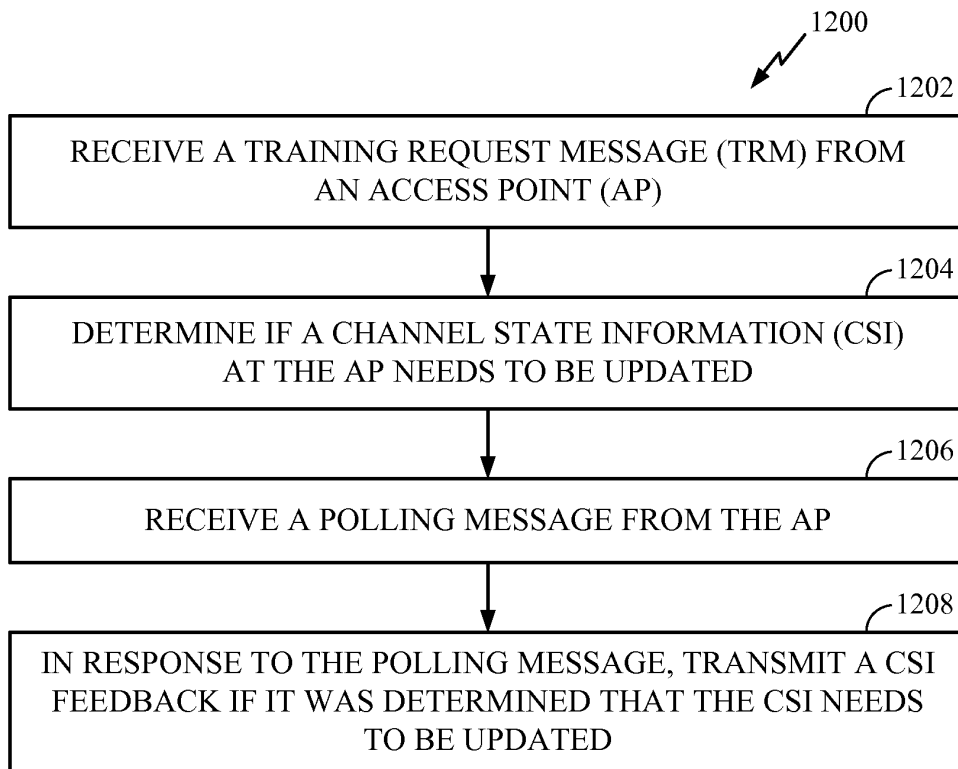 1200
1202
RECEIVE A TRAINING REQUEST MESSAGE (TRM) FROM
AN ACCESS POINT (AP)
1204
DETERMINE IF A CHANNEL STATE INFORMATION (CSI)
AT THE AP NEEDS TO BE UPDATED
1206
RECEIVE A POLLING MESSAGE FROM THE AP
1208
IN RESPONSE TO THE POLLING MESSAGE, TRANSMIT A CSI
FEEDBACK IF IT WAS DETERMINED THAT THE CSI NEEDS
TO BE UPDATED